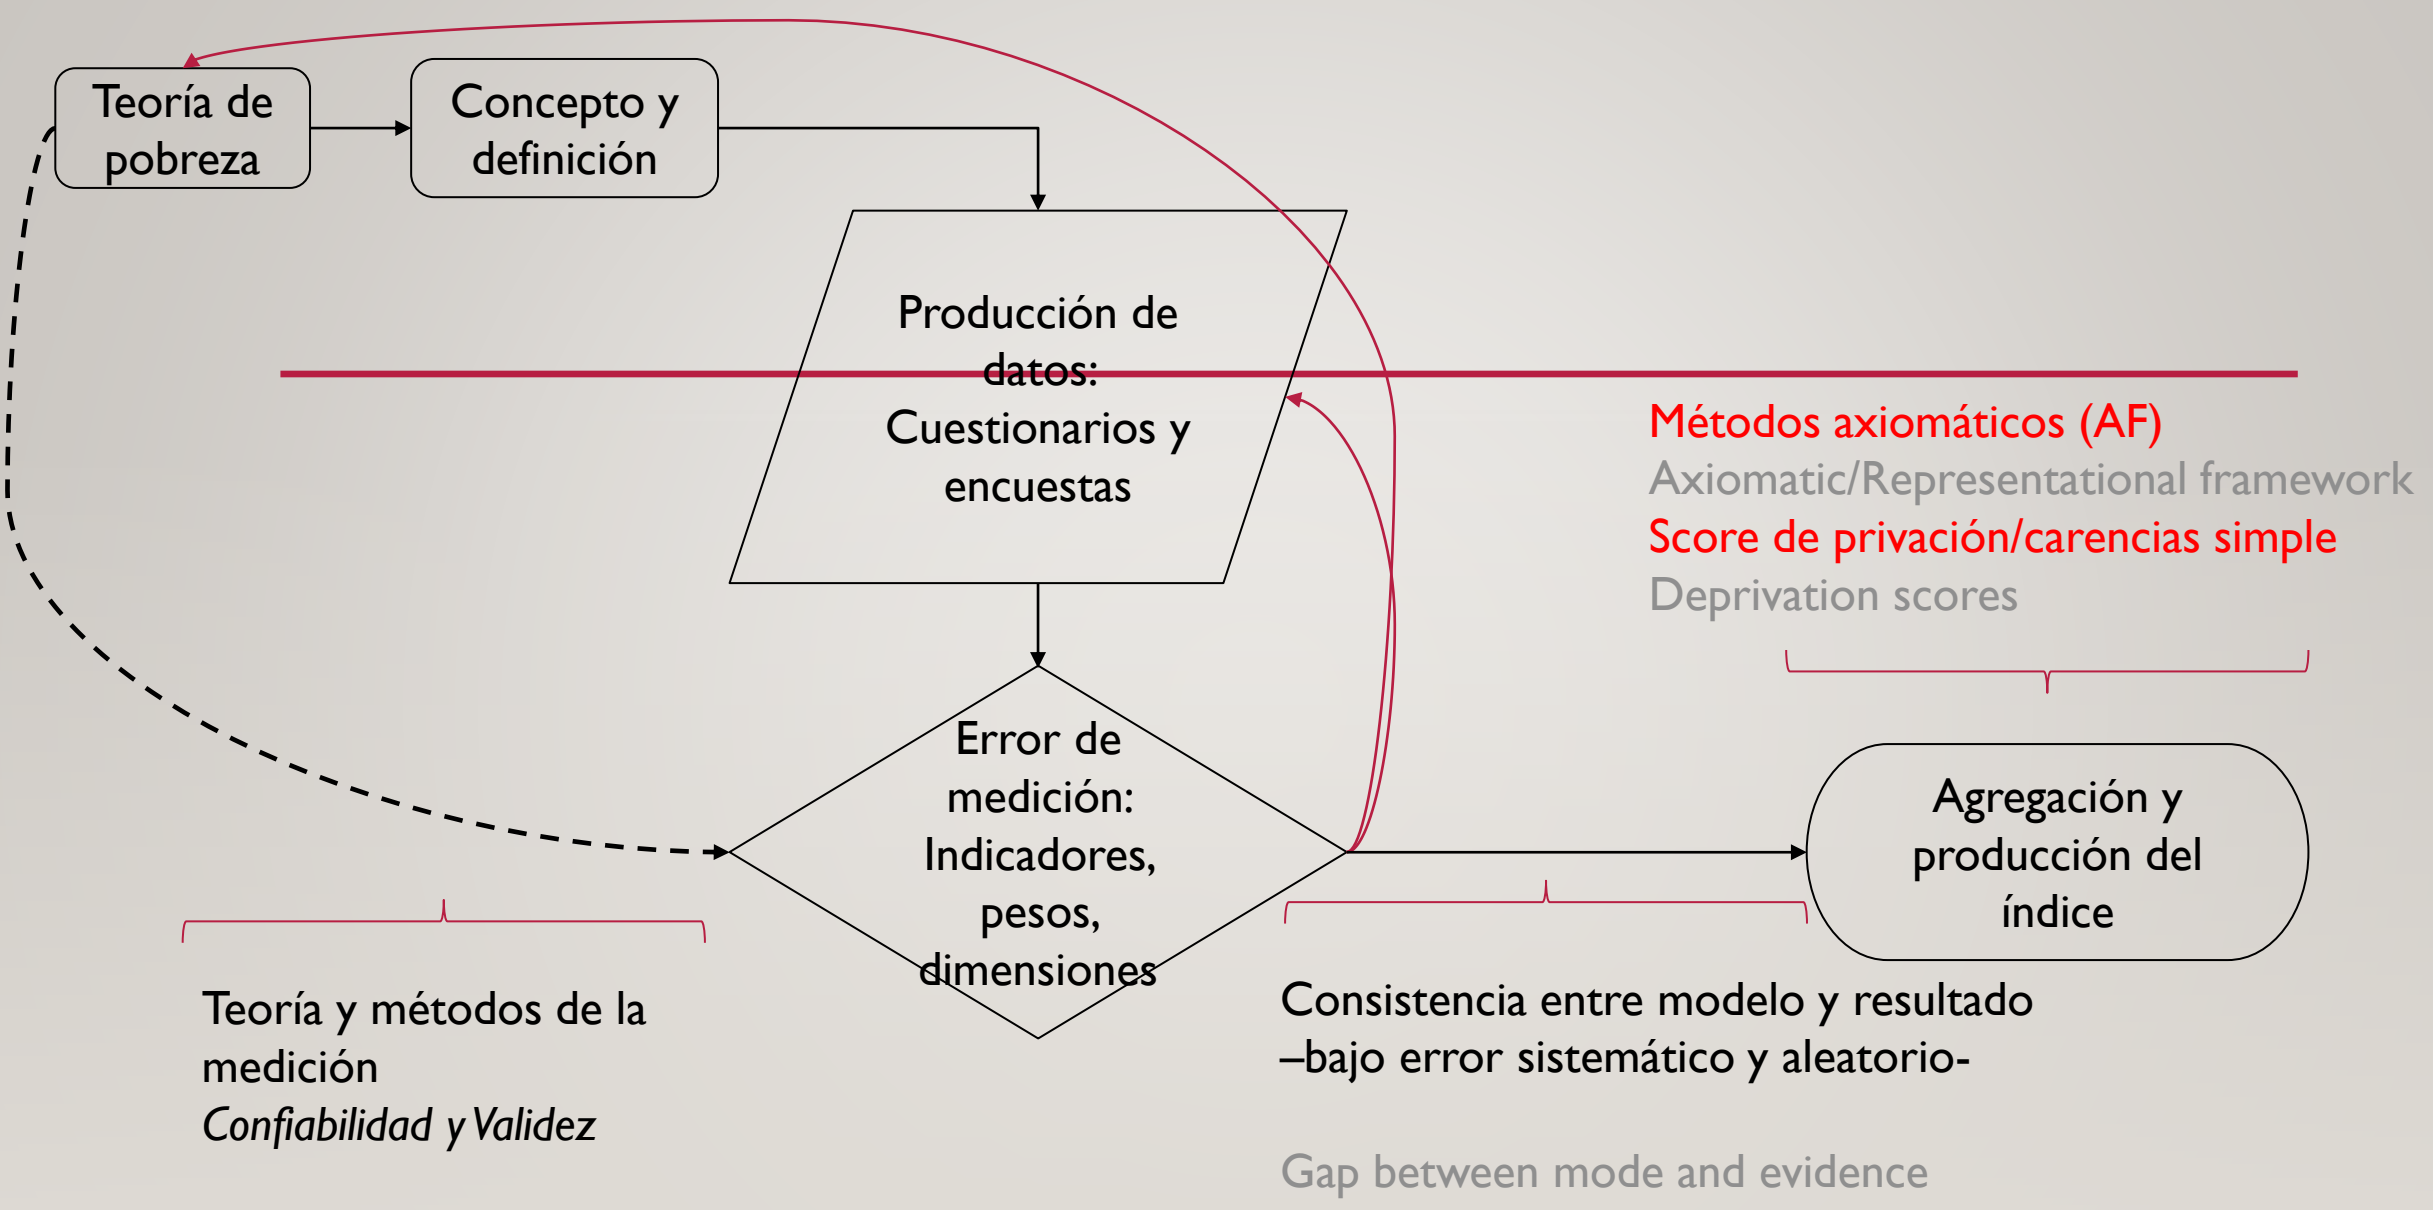 Teoría de
pobreza
Concepto y
definición
Producción de
datos:
Cuestionarios y
encuestas
Métodos axiomáticos (AF)
Axiomatic/Representational framework
Score de privación/carencias simple
Deprivation scores
Error de
medición:
Indicadores,
pesos,
dimensiones
Agregación y
producción del
índice
Teoría y métodos de la
medición
Confiabilidad y Validez
Consistencia entre modelo y resultado
–bajo error sistemático y aleatorio-
Gap between mode and evidence